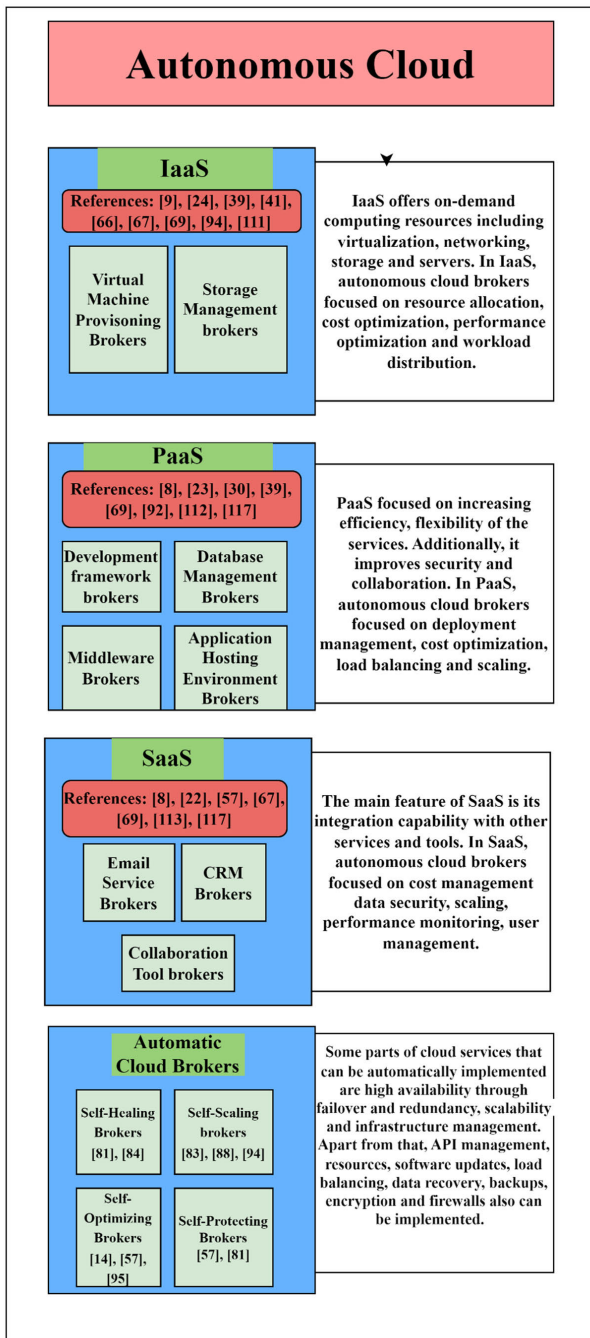 Autonomous Cloud
IaaS
References: [9], [24], [39], [41],
[66], [67], [69], [94], [111]
Virtual
Machine
Provisoning
Brokers
Storage
Management
brokers
IaaS offers on-demand
computing resources including
virtualization, networking,
storage and servers. In IaaS,
autonomous cloud brokers
focused on resource allocation,
cost optimization, performance
optimization and workload
distribution.
PaaS
References: [8], [23], [30], [39],
[69], [92], [112], [117]
Development
framework
brokers
Database
Management
Brokers
Middleware
Brokers
Application
Hosting
Environment
Brokers
PaaS focused on increasing
efficiency, flexibility of the
services. Additionally, it
improves security and
collaboration. In PaaS,
autonomous cloud brokers
focused on deployment
management, cost optimization,
load balancing and scaling.
SaaS
References: [8], [22], [57], [67],
[69], [113], [117]
Email
Service
Brokers
CRM
Brokers
Collaboration
Tool brokers
The main feature of SaaS is its
integration capability with other
services and tools. In SaaS,
autonomous cloud brokers
focused on cost management
data security, scaling,
performance monitoring, user
management.
Automatic
Cloud Brokers
Self-Healing
Brokers
[81], [84]
Self-Scaling
brokers
[83], [88], [94]
Self-
Optimizing
Brokers
[14], [57],
[95]
Self-Protecting
Brokers
[57], [81]
Some parts of cloud services that
can be automatically implemented
are high availability through
failover and redundancy, scalability
and infrastructure management.
Apart from that, API management,
resources, software updates, load
balancing, data recovery, backups,
encryption and firewalls also can
be implemented.